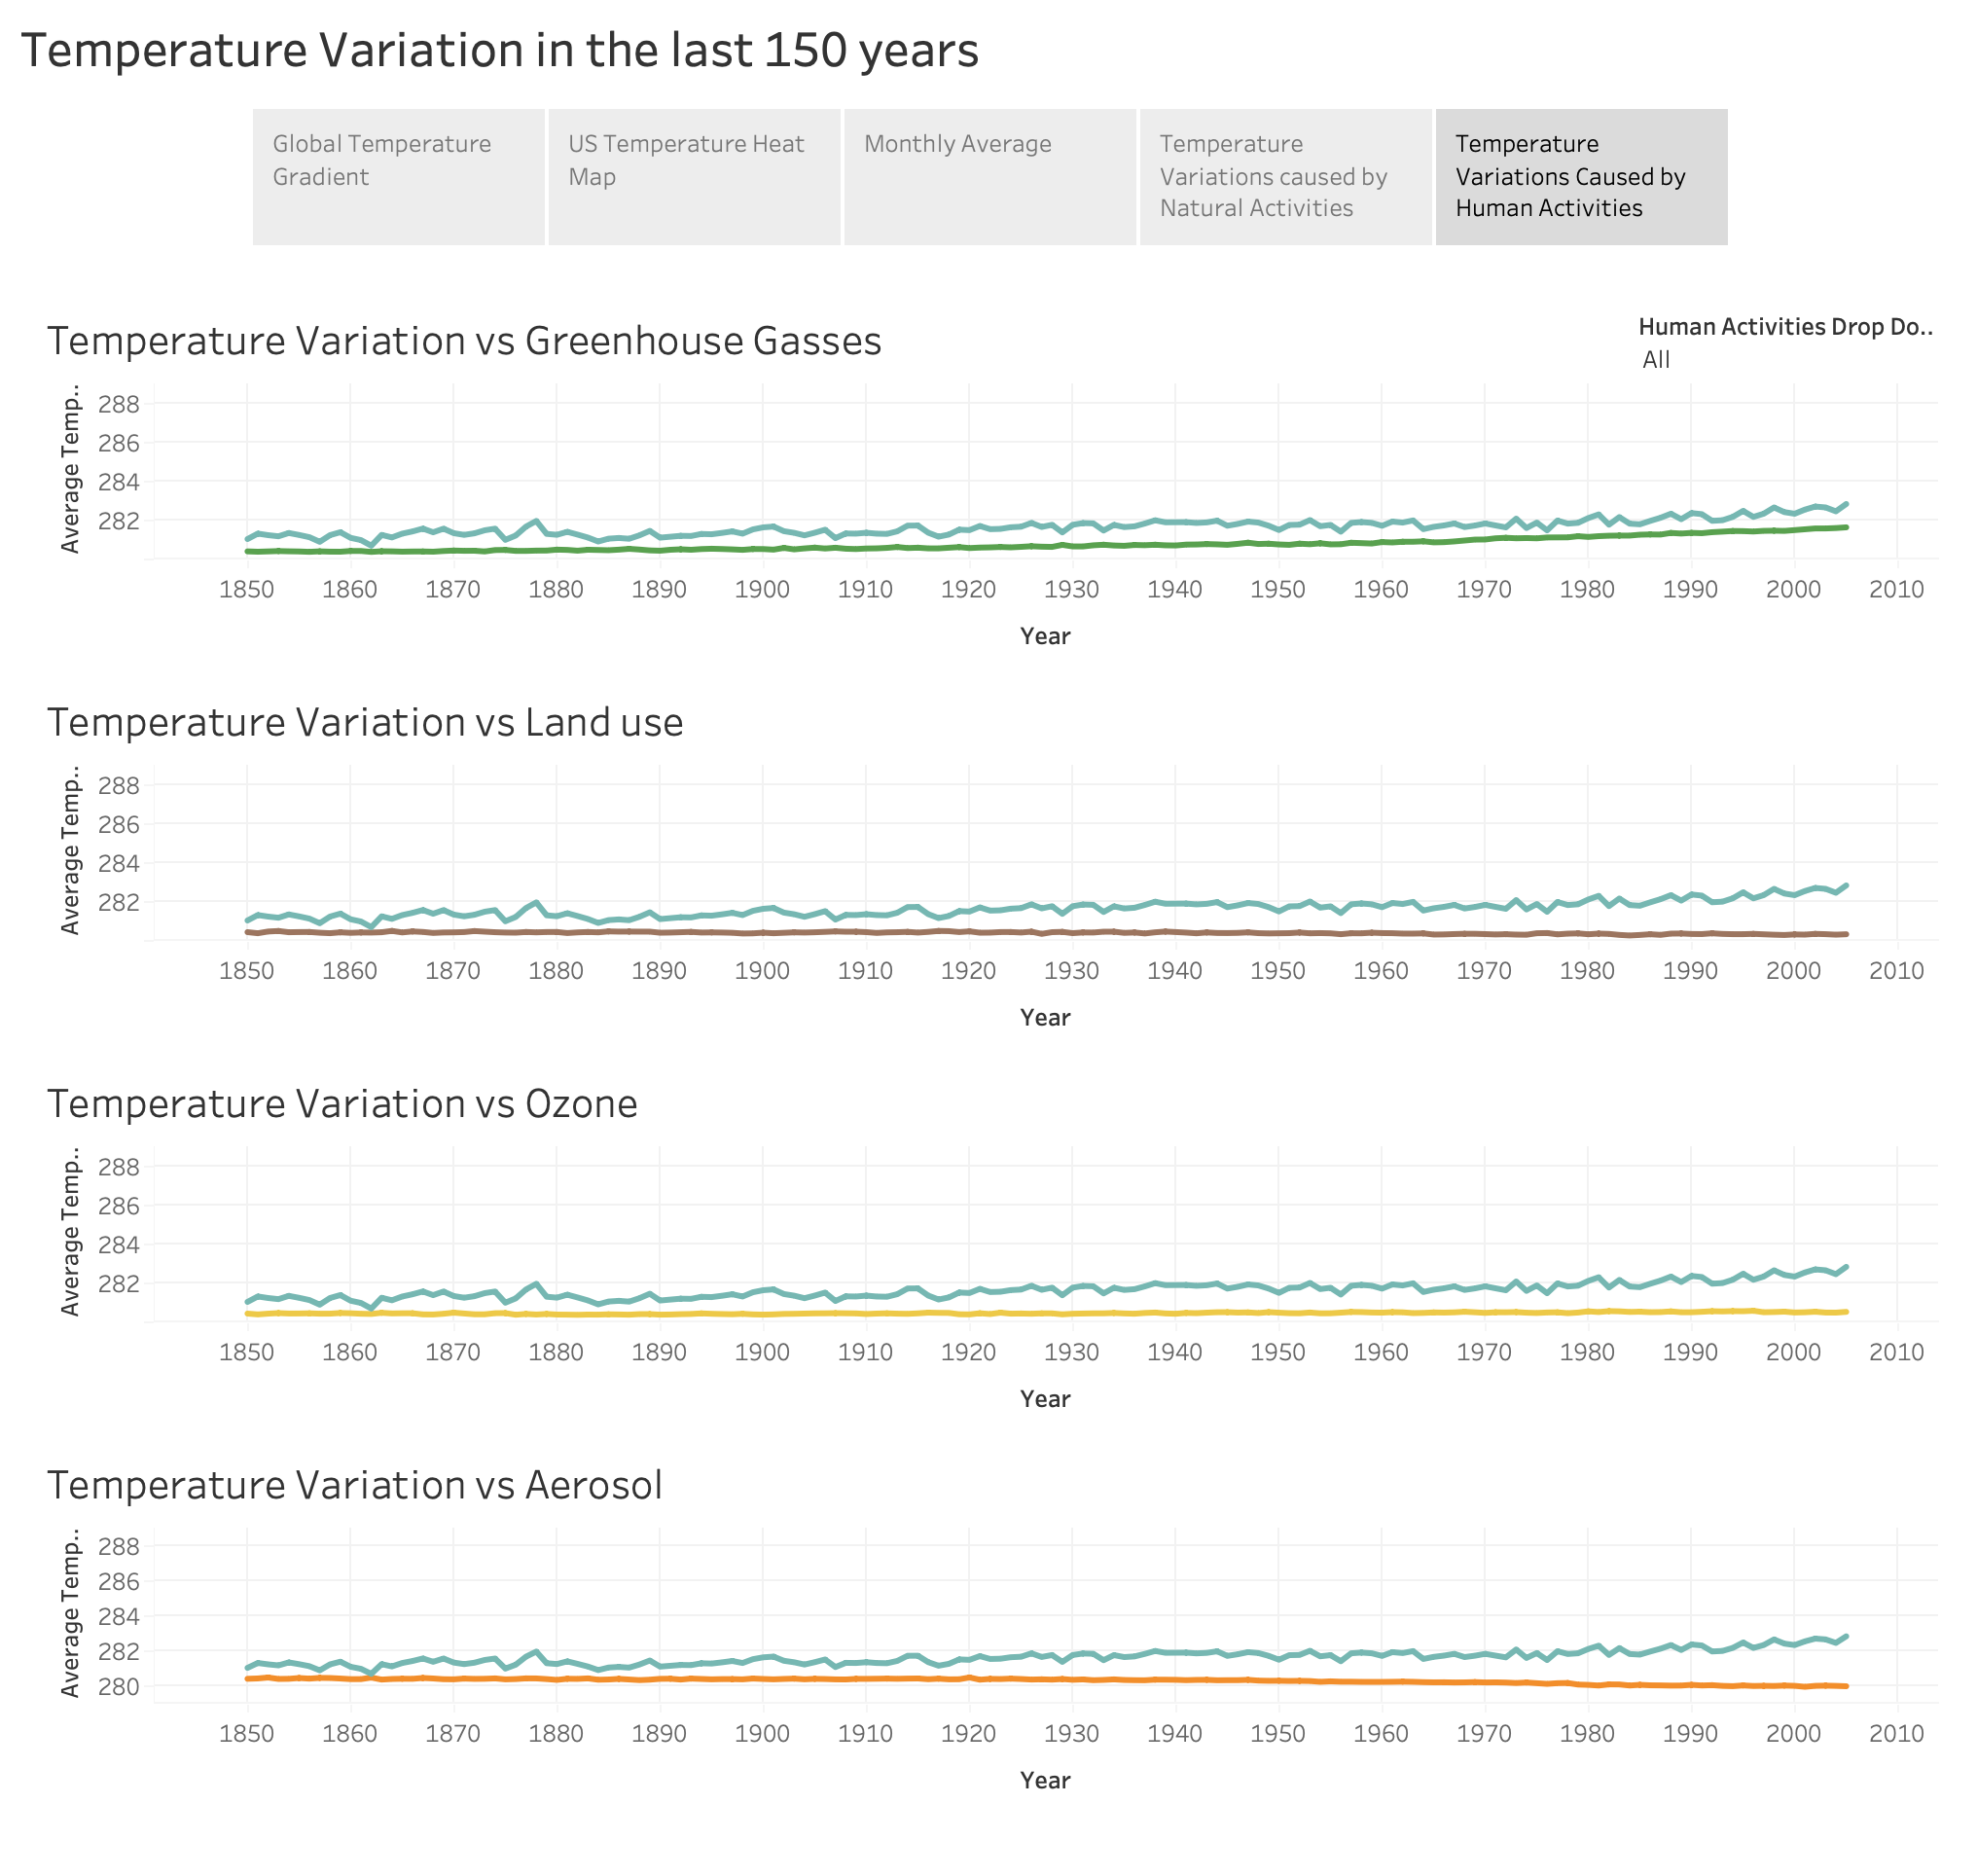 Temperature Variation in the last 150 years
Global Temperature
Gradient
US Temperature Heat
Map
Monthly Average
Temperature
Variations caused by
Natural Activities
Temperature
Variations Caused by
Human Activities
Temperature Variation vs Greenhouse Gasses
Human Activities Drop Do..
All
Average Temp..
288
286
284
282
1850 1860 1870 1880 1890 1900 1910 1920 1930 1940 1950 1960 1970 1980 1990 2000 2010
Year
Temperature Variation vs Land use
Average Temp..
288
286
284
282
1850 1860 1870 1880 1890 1900 1910 1920 1930 1940 1950 1960 1970 1980 1990 2000 2010
Year
Temperature Variation vs Ozone
Average Temp..
288
286
284
282
1850 1860 1870 1880 1890 1900 1910 1920 1930 1940 1950 1960 1970 1980 1990 2000 2010
Year
Temperature Variation vs Aerosol
Average Temp..
288
286
284
282
280
1850 1860 1870 1880 1890 1900 1910 1920 1930 1940 1950 1960 1970 1980 1990 2000 2010
Year